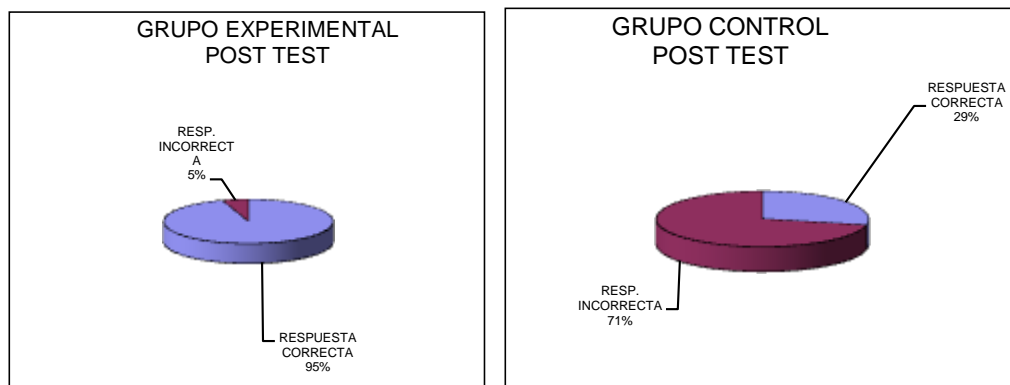 GRUPO EXPERIMENTAL
POST TEST
RESP.
INCORRECT
A
5%
RESPUESTA
CORRECTA
95%
GRUPO CONTROL
POST TEST
RESPUESTA
CORRECTA
29%
RESP.
INCORRECTA
71%